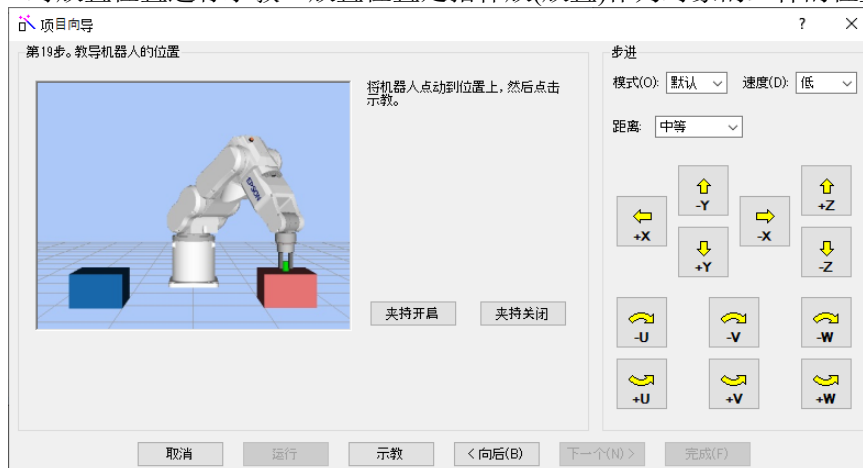 项目向导
?
×
第19步。教导机器人的位置
将机器人点动到位置上，然后点击
示教。
EPSON
夹持开启
夹持关闭
步进
模式(O): 默认
速度(D): 低
距离: 中等
-Y
+Z
+X
-X
+Y
-Z
-U
-V
-W
+U
+V
+W
取消
运行
示教
< 向后(B)
下一个(N) >
完成(F)